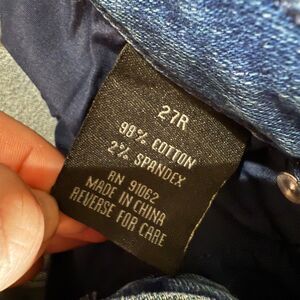 27R
98% COTTON
2% SPANDEX
RN 91062
MADE IN CHINA
REVERSE FOR CARE